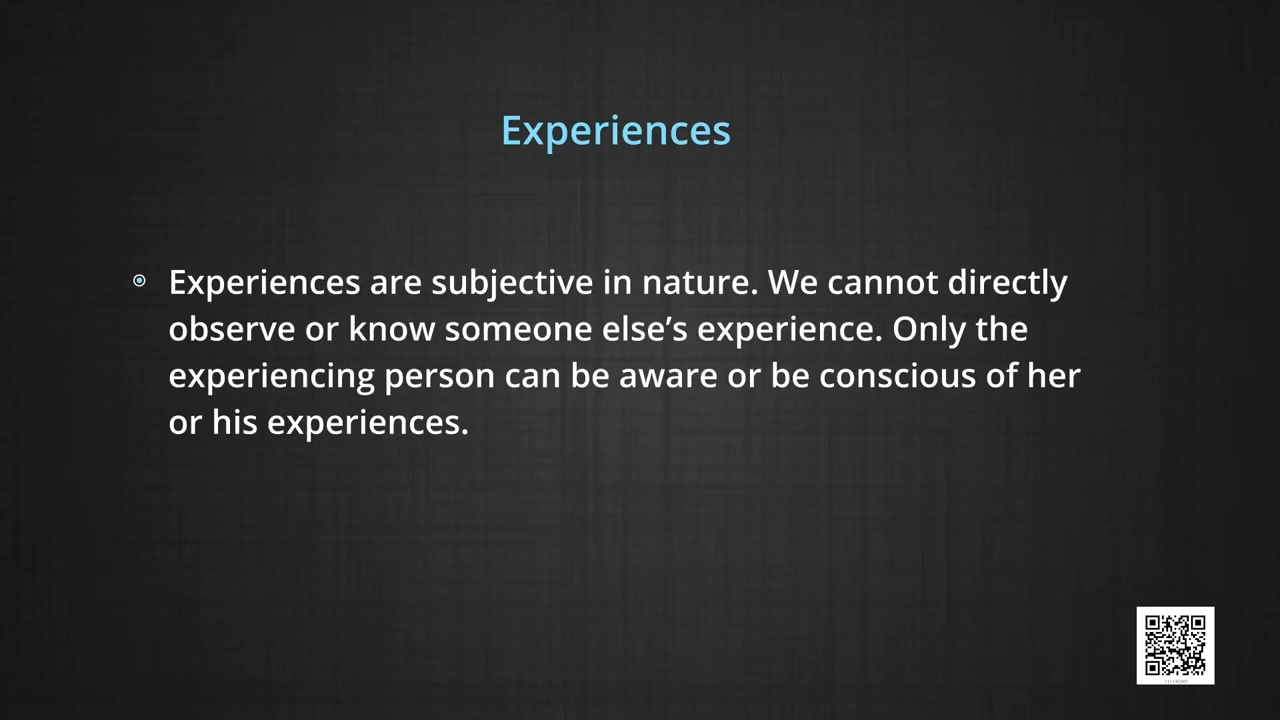 Experiences
Experiences are subjective in nature. We cannot directly
observe or know someone else’s experience. Only the
experiencing person can be aware or be conscious of her
or his experiences.